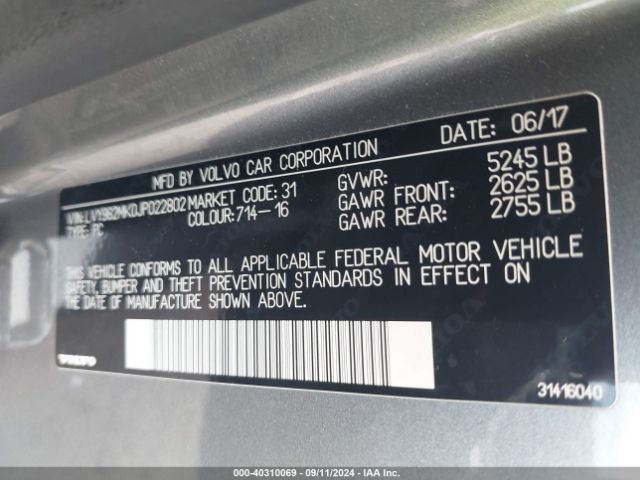 MFD BY VOLVO CAR CORPORATION DATE: 06/17
VIN: LVY982MK0JP022802 MARKET CODE: 31 GVWR: 5245 LB
TYPE: PC COLOUR: 714-16 GAWR FRONT: 2625 LB
GAWR REAR: 2755 LB
THIS VEHICLE CONFORMS TO ALL APPLICABLE FEDERAL MOTOR VEHICLE
SAFETY, BUMPER AND THEFT PREVENTION STANDARDS IN EFFECT ON
THE DATE OF MANUFACTURE SHOWN ABOVE.
VOLVO
31416040
000-40310069 - 09/11/2024 - IAA Inc.